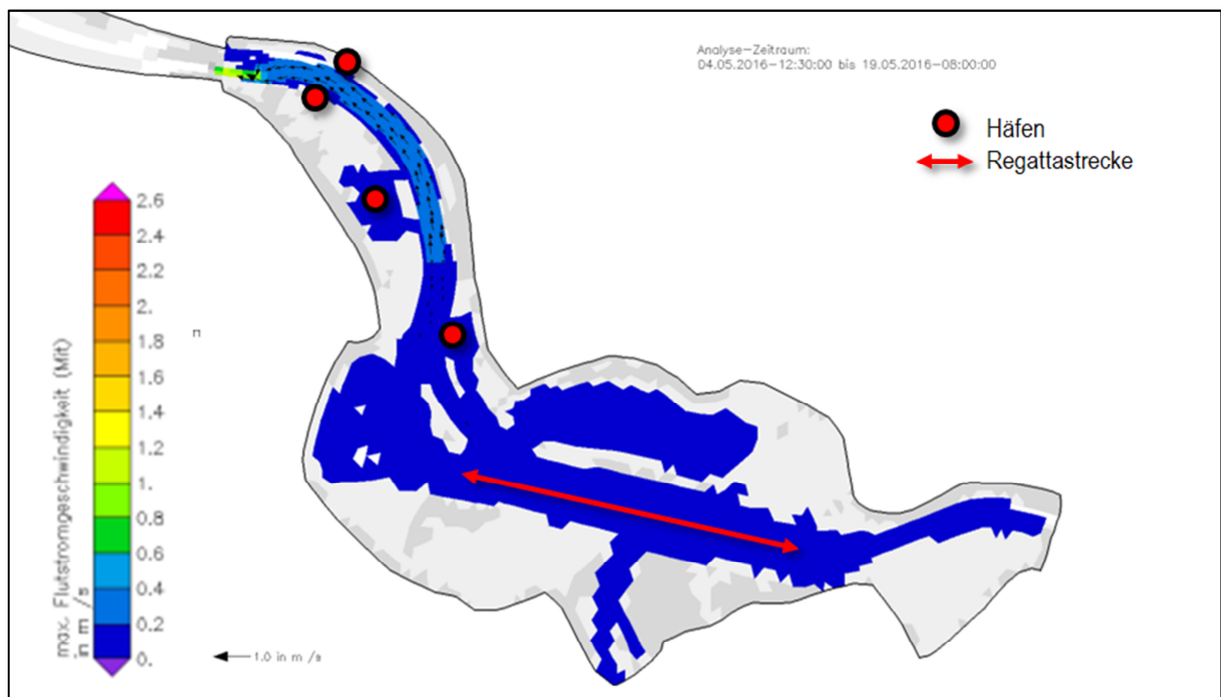 Analyse-Zeitraum:
04.05.2016-12:30:00 bis 19.05.2016-08:00:00
Häfen
Regattastrecke
2.6
2.4
2.2
2.
1.8
1.6
1.4
1.2
1.
0.8
0.6
0.4
0.2
0.
max. Flutstromgeschwindigkeit (Mit)
in m / s
1.0 in m /s